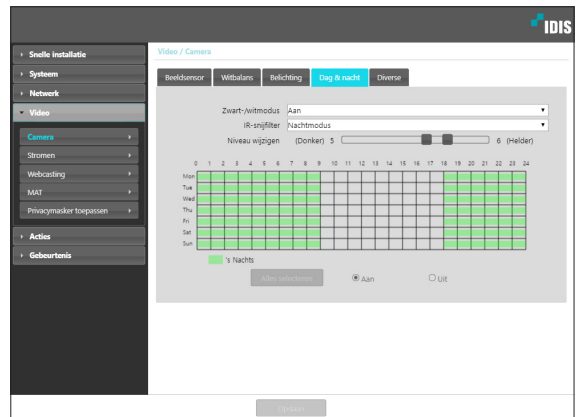 IDIS
Snelle installatie
Systeem
Netwerk
Video
Camera
Stromen
Webcasting
MAT
Privacymasker toepassen
Acties
Gebeurtenis
Video / Camera
Beeldsensor Witbalans Belichting Dag & nacht Diverse
Zwart-/witmodus Aan
IR-snijfilter Nachtmodus
Niveau wijzigen (Donker) 5 6 (Helder)
0 1 2 3 4 5 6 7 8 9 10 11 12 13 14 15 16 17 18 19 20 21 22 23 24
Mon
Tue
Wed
Thu
Fri
Sat
Sun
's Nachts
Alles selecteren Aan Uit
Opslaan